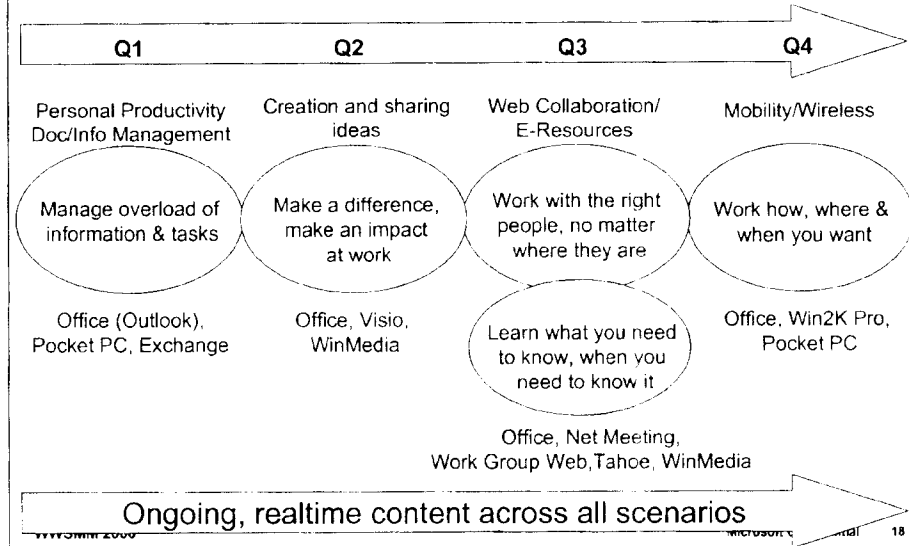 Q1
Q2
Q3
Q4
Personal Productivity
Doc/Info Management
Creation and sharing
ideas
Web Collaboration/
E-Resources
Mobility/Wireless
Manage overload of
information & tasks
Make a difference,
make an impact
at work
Work with the right
people, no matter
where they are
Work how, where &
when you want
Office (Outlook),
Pocket PC, Exchange
Office, Visio,
WinMedia
Learn what you need
to know, when you
need to know it
Office, Win2K Pro,
Pocket PC
Office, Net Meeting,
Work Group Web,Tahoe, WinMedia
Ongoing, realtime content across all scenarios
18